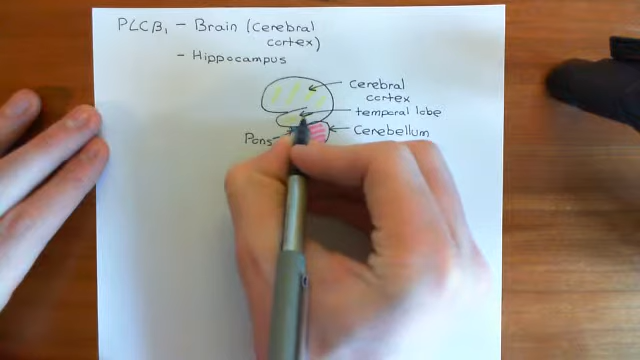 PLCβ₁ - Brain (Cerebral
cortex)
- Hippocampus
Cerebral
cortex
temporal lobe
Cerebellum
Pons